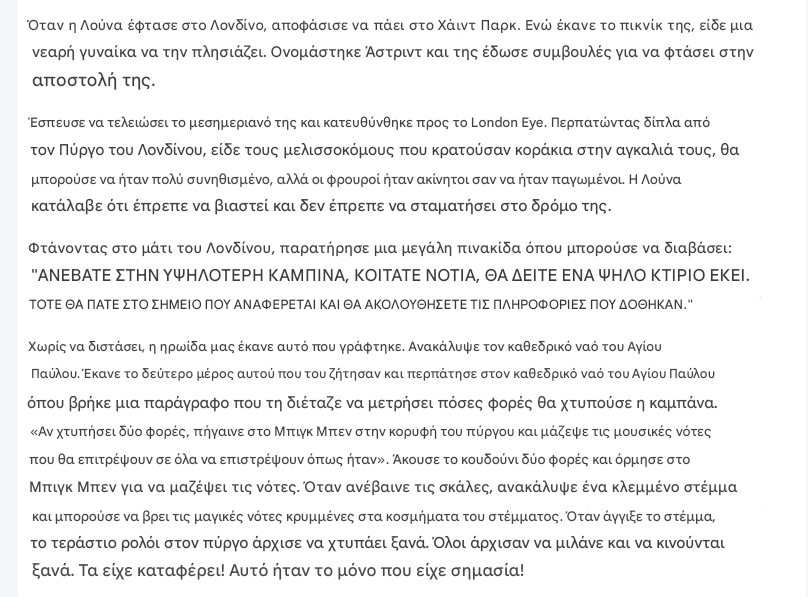 Όταν η Λούνα έφτασε στο Λονδίνο, αποφάσισε να πάει στο Χάιντ Παρκ. Ενώ έκανε το πικνίκ της, είδε μια
νεαρή γυναίκα να την πλησιάζει. Ονομάστηκε Άστριντ και της έδωσε συμβουλές για να φτάσει στην
αποστολή της.
Έσπευσε να τελειώσει το μεσημεριανό της και κατευθύνθηκε προς το London Eye. Περπατώντας δίπλα από
τον Πύργο του Λονδίνου, είδε τους μελισσοκόμους που κρατούσαν κοράκια στην αγκαλιά τους, θα
μπορούσε να ήταν πολύ συνηθισμένο, αλλά οι φρουροί ήταν ακίνητοι σαν να ήταν παγωμένοι. Η Λούνα
κατάλαβε ότι έπρεπε να βιαστεί και δεν έπρεπε να σταματήσει στο δρόμο της.
Φτάνοντας στο μάτι του Λονδίνου, παρατήρησε μια μεγάλη πινακίδα όπου μπορούσε να διαβάσει:
"ΑΝΕΒΑΤΕ ΣΤΗΝ ΥΨΗΛΟΤΕΡΗ ΚΑΜΠΙΝΑ, ΚΟΙΤΑΤΕ ΝΟΤΙΑ, ΘΑ ΔΕΙΤΕ ΕΝΑ ΨΗΛΟ ΚΤΙΡΙΟ ΕΚΕΙ.
ΤΟΤΕ ΘΑ ΠΑΤΕ ΣΤΟ ΣΗΜΕΙΟ ΠΟΥ ΑΝΑΦΕΡΕΤΑΙ ΚΑΙ ΘΑ ΑΚΟΛΟΥΘΗΣΕΤΕ ΤΙΣ ΠΛΗΡΟΦΟΡΙΕΣ ΠΟΥ ΔΟΘΗΚΑΝ."
Χωρίς να διστάσει, η ηρωίδα μας έκανε αυτό που γράφτηκε. Ανακάλυψε τον καθεδρικό ναό του Αγίου
Παύλου. Έκανε το δεύτερο μέρος αυτού που του ζήτησαν και περπάτησε στον καθεδρικό ναό του Αγίου Παύλου
όπου βρήκε μια παράγραφο που τη διέταζε να μετρήσει πόσες φορές θα χτυπούσε η καμπάνα.
«Αν χτυπήσει δύο φορές, πήγαινε στο Μπιγκ Μπεν στην κορυφή του πύργου και μάζεψε τις μουσικές νότες
που θα επιτρέψουν σε όλα να επιστρέψουν όπως ήταν». Άκουσε το κουδούνι δύο φορές και όρμησε στο
Μπιγκ Μπεν για να μαζέψει τις νότες. Όταν ανέβαινε τις σκάλες, ανακάλυψε ένα κλεμμένο στέμμα
και μπορούσε να βρει τις μαγικές νότες κρυμμένες στα κοσμήματα του στέμματος. Όταν άγγιξε το στέμμα,
το τεράστιο ρολόι στον πύργο άρχισε να χτυπάει ξανά. Όλοι άρχισαν να μιλάνε και να κινούνται
ξανά. Τα είχε καταφέρει! Αυτό ήταν το μόνο που είχε σημασία!